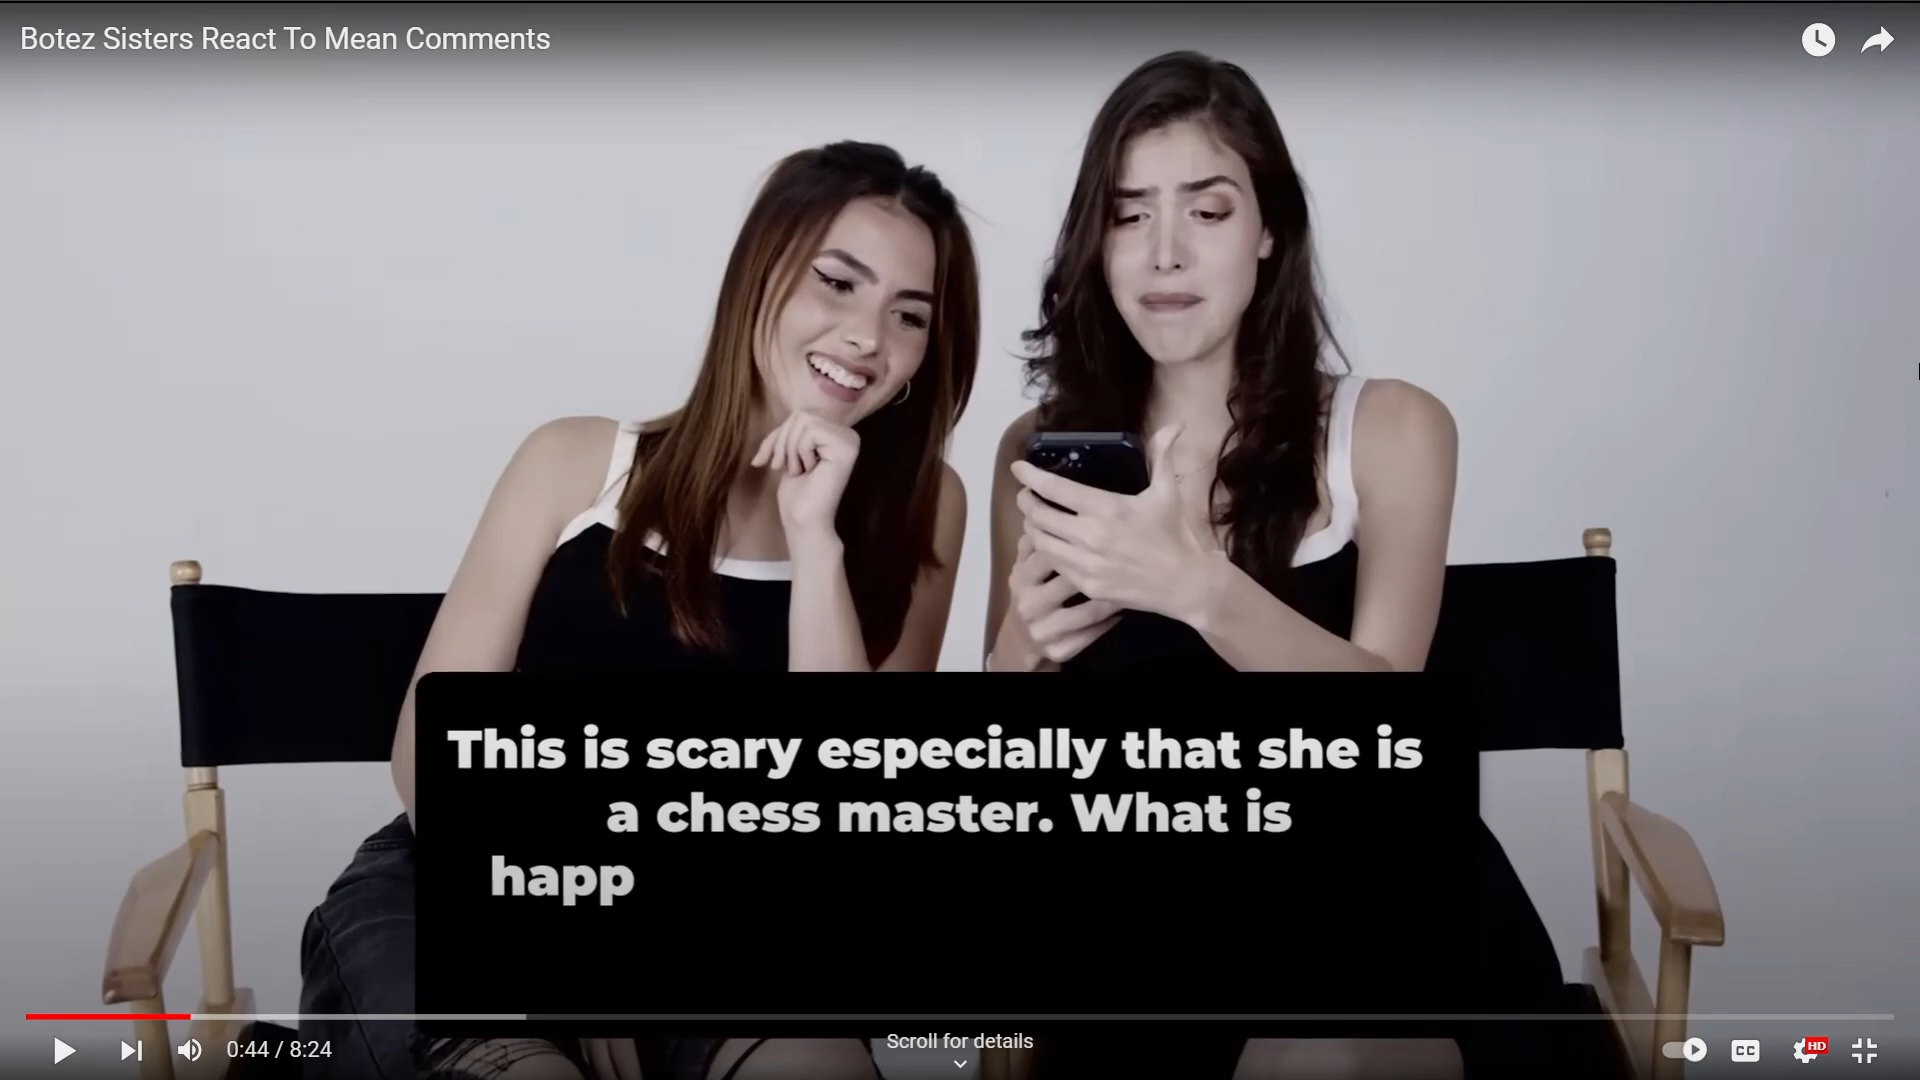 Botez Sisters React To Mean Comments
This is scary especially that she is
a chess master. What is
happ
Scroll for details
0:44 / 8:24
CC
HD